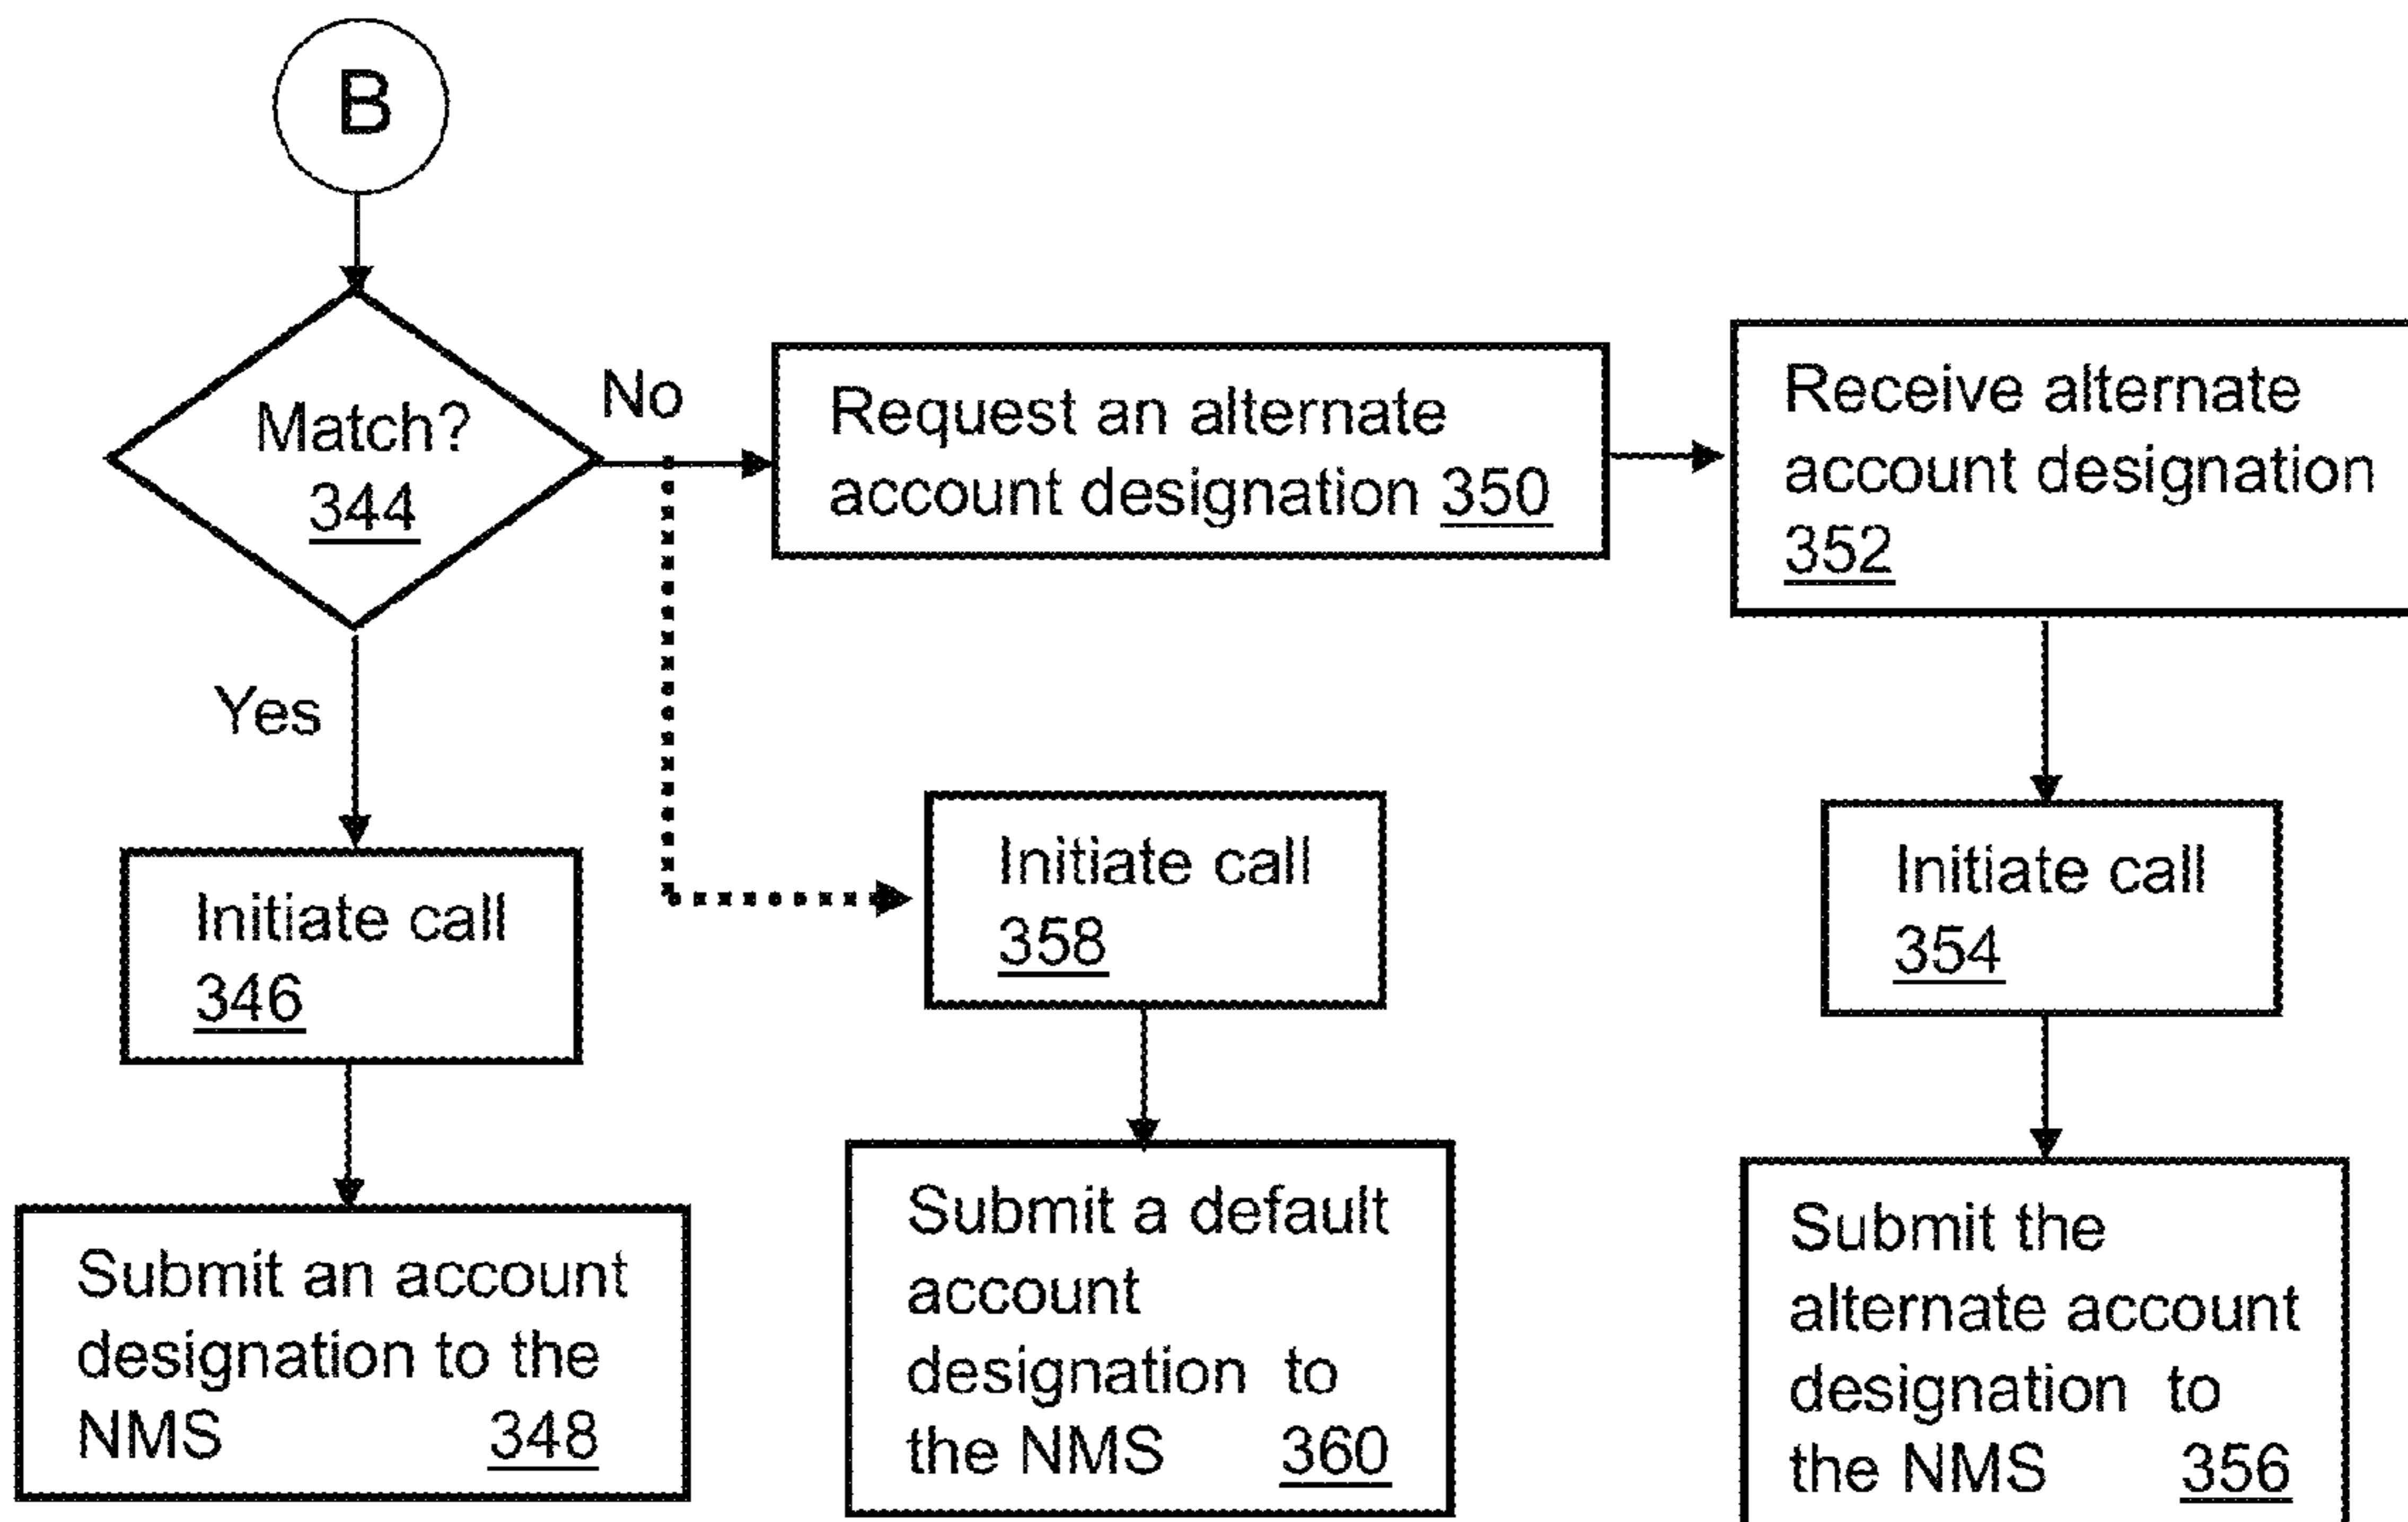 B
Match?
344
No
Yes
Request an alternate
account designation 350
Receive alternate
account designation
352
Initiate call
346
Initiate call
358
Initiate call
354
Submit an account
designation to the
NMS 348
Submit a default
account
designation to
the NMS 360
Submit the
alternate account
designation to
the NMS 356